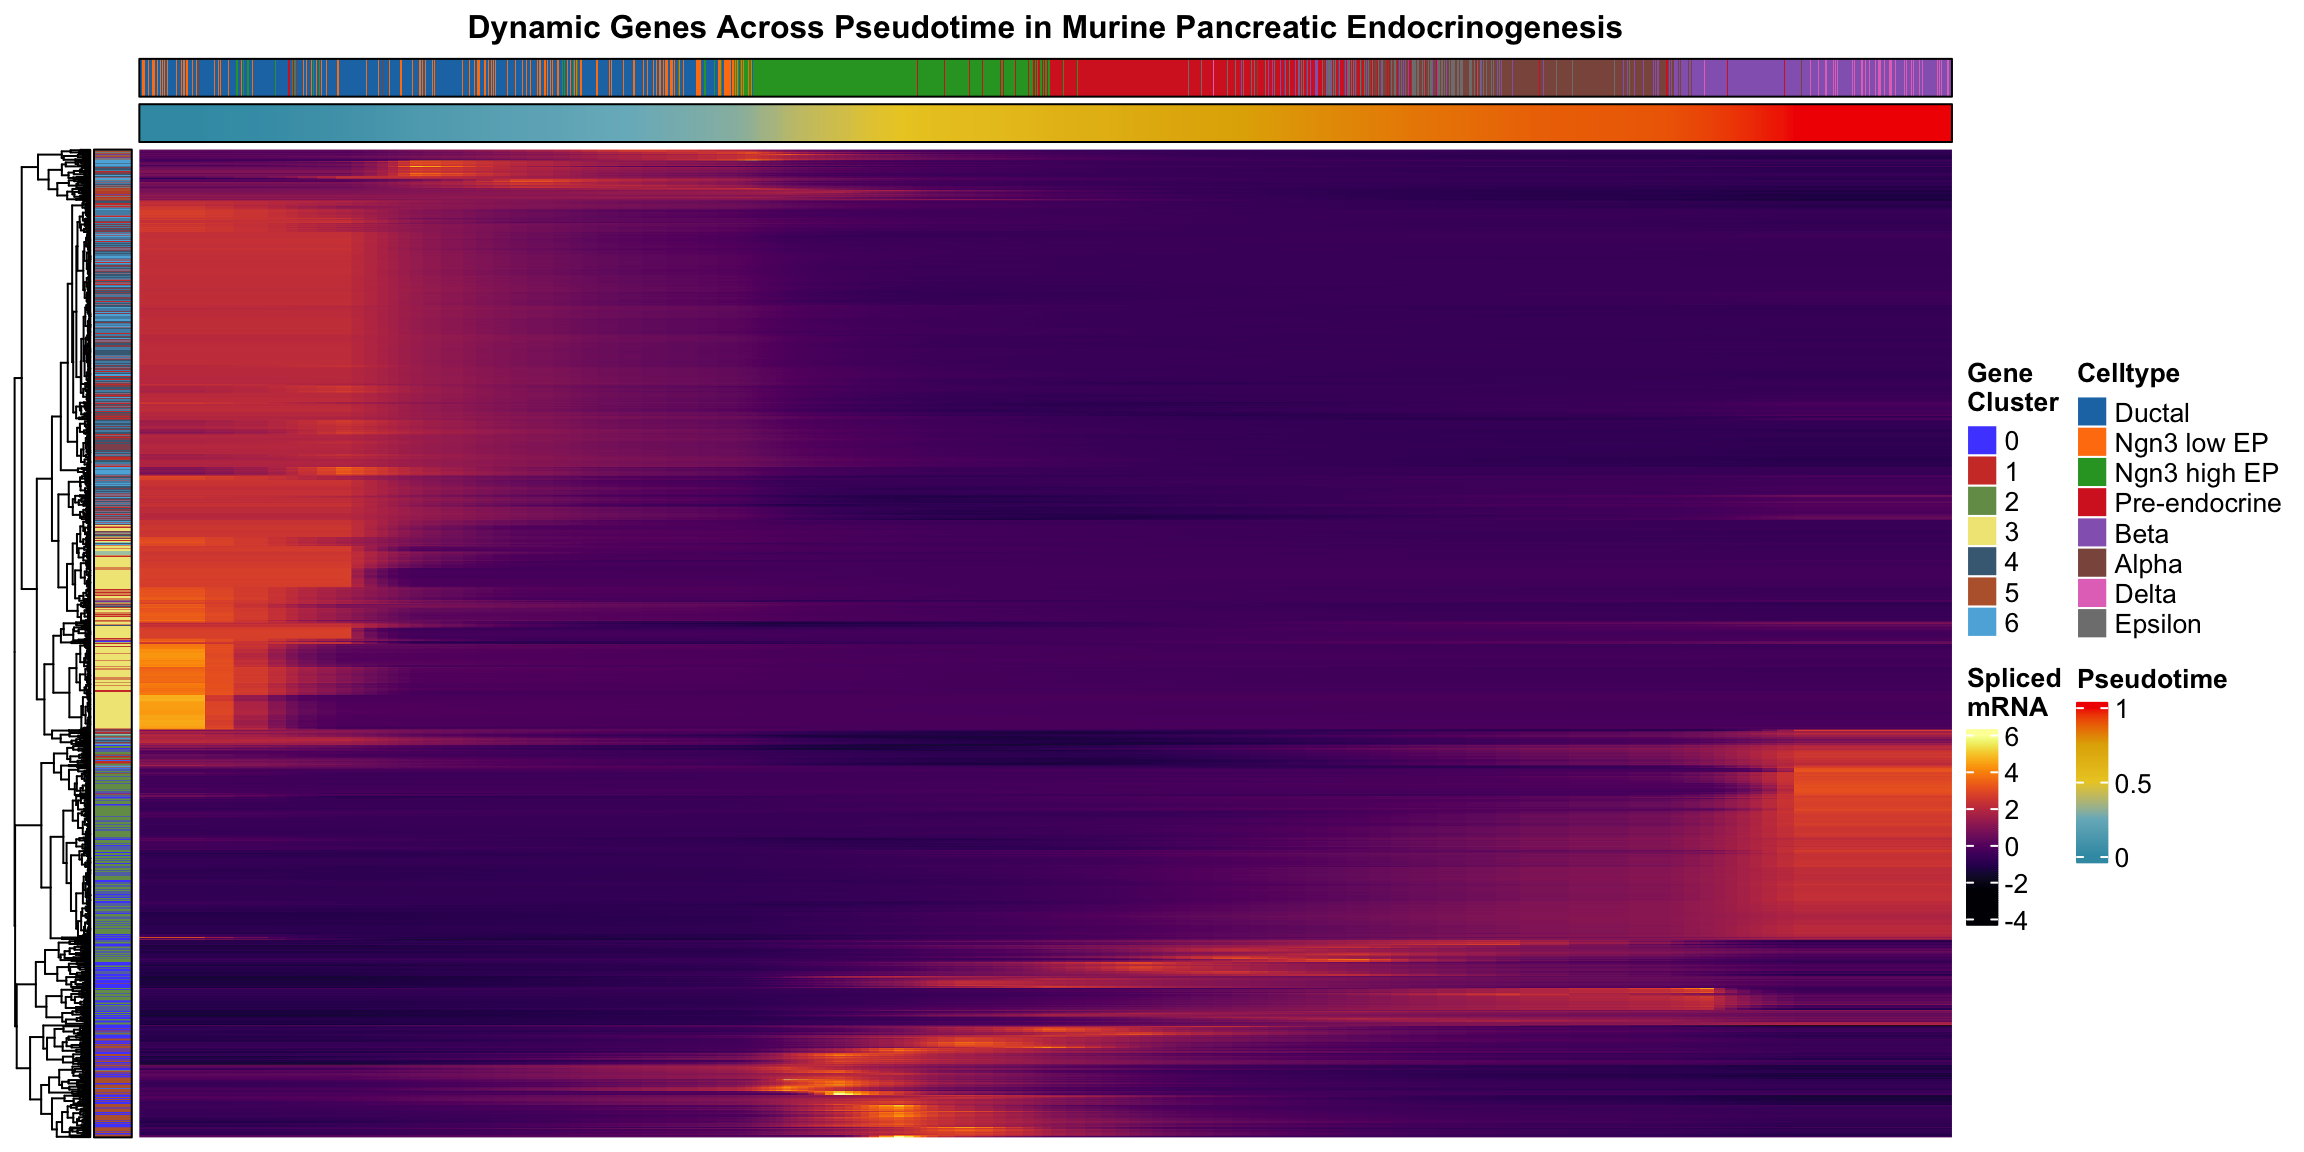 Dynamic Genes Across Pseudotime in Murine Pancreatic Endocrinogenesis
Gene
Cluster
0
1
2
3
4
5
6
Celltype
Ductal
Ngn3 low EP
Ngn3 high EP
Pre-endocrine
Beta
Alpha
Delta
Epsilon
Spliced
mRNA
6
4
2
0
-2
-4
Pseudotime
1
0.5
0